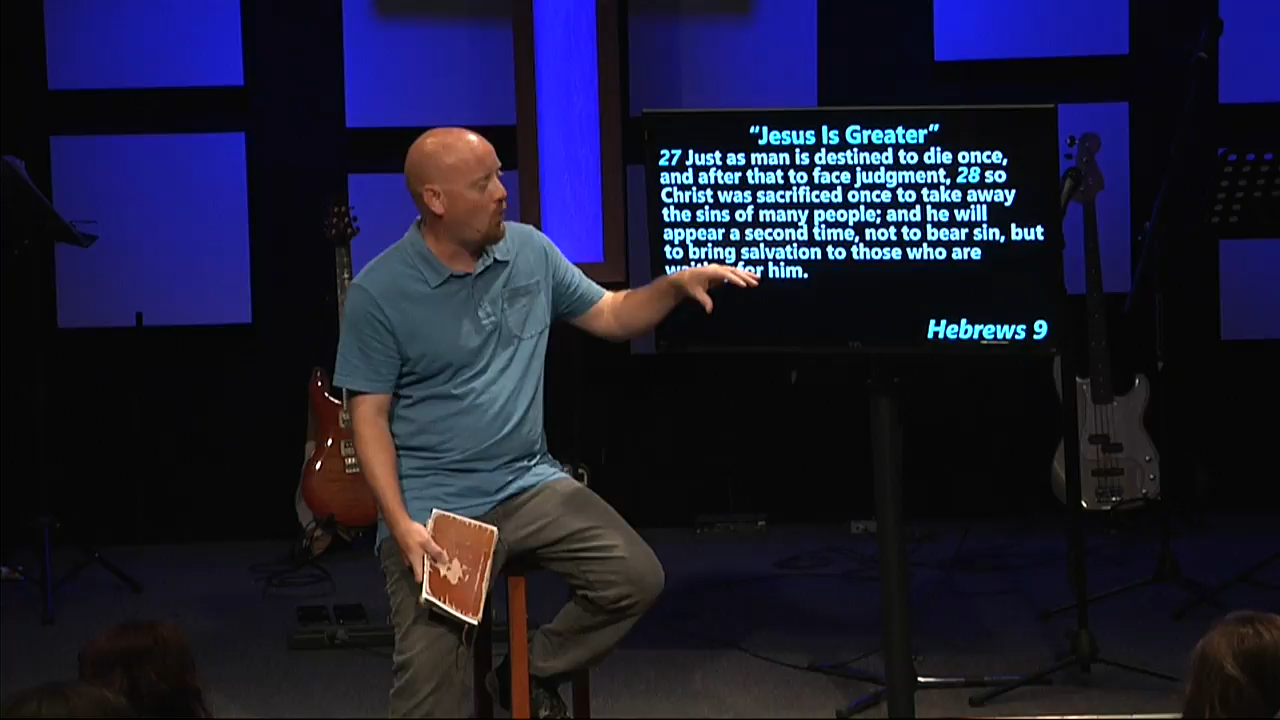 “Jesus Is Greater”
27 Just as man is destined to die once,
and after that to face judgment, 28 so
Christ was sacrificed once to take away
the sins of many people; and he will
appear a second time, not to bear sin, but
to bring salvation to those who are
for him.
Hebrews 9